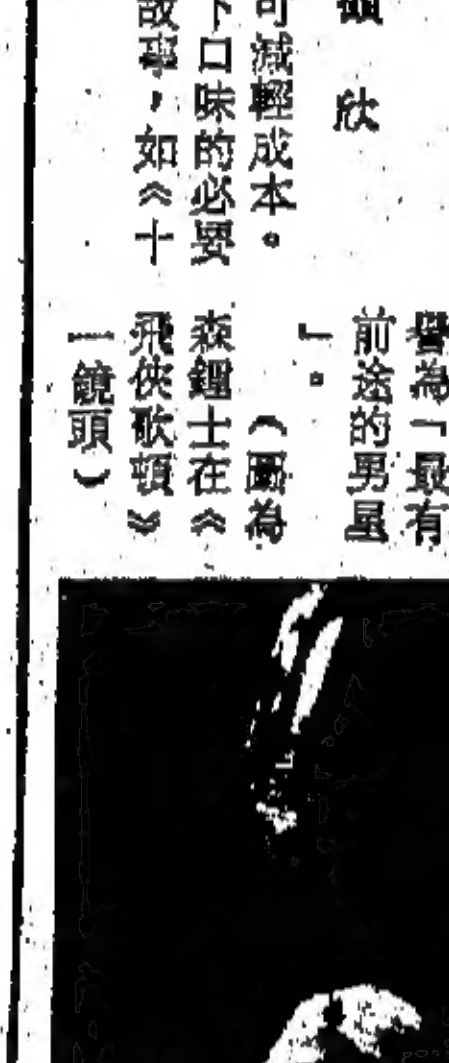 欣
可減輕成本。
下口味的必要
故事，如《十
譽為「最有
前途的男星
」。（圖為
森鍾士在《
飛俠歌頓》
一鏡頭）